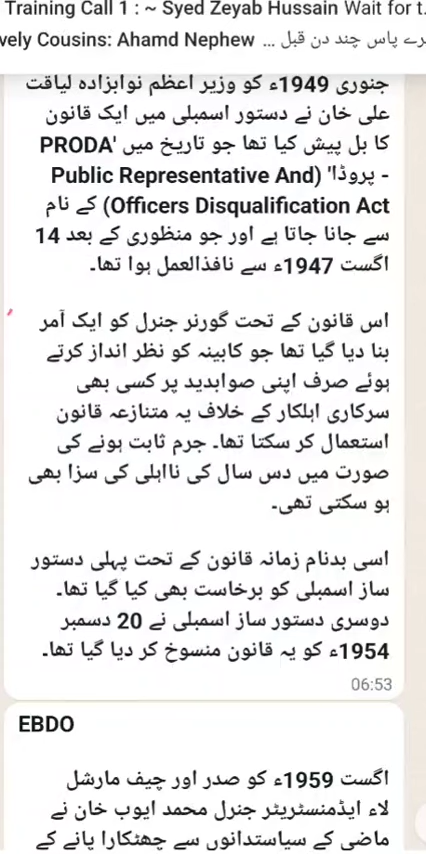 Training Call 1 : ~ Syed Zeyab Hussain Wait for t.
vely Cousins: Ahamd Nephew ... رے پاس چند دن قبل
جنوری 1949ء کو وزیر اعظم نوابزادہ لیاقت
علی خان نے دستور اسمبلی میں ایک قانون
کا بل پیش کیا تھا جو تاریخ میں 'PRODA
- پروڈا' (Public Representative And
Officers Disqualification Act) کے نام
سے جانا جاتا ہے اور جو منظوری کے بعد 14
اگست 1947ء سے نافذالعمل ہوا تھا۔
اس قانون کے تحت گورنر جنرل کو ایک آمر
بنا دیا گیا تھا جو کابینہ کو نظر انداز کرتے
ہوئے صرف اپنی صوابدید پر کسی بھی
سرکاری اہلکار کے خلاف یہ متنازعہ قانون
استعمال کر سکتا تھا۔ جرم ثابت ہونے کی
صورت میں دس سال کی نااہلی کی سزا بھی
ہو سکتی تھی۔
اسی بدنام زمانہ قانون کے تحت پہلی دستور
ساز اسمبلی کو برخاست بھی کیا گیا تھا۔
دوسری دستور ساز اسمبلی نے 20 دسمبر
1954ء کو یہ قانون منسوخ کر دیا گیا تھا۔
06:53
EBDO
اگست 1959ء کو صدر اور چیف مارشل
لاء ایڈمنسٹریٹر جنرل محمد ایوب خان نے
ماضی کے سیاستدانوں سے چھٹکارا پانے کے